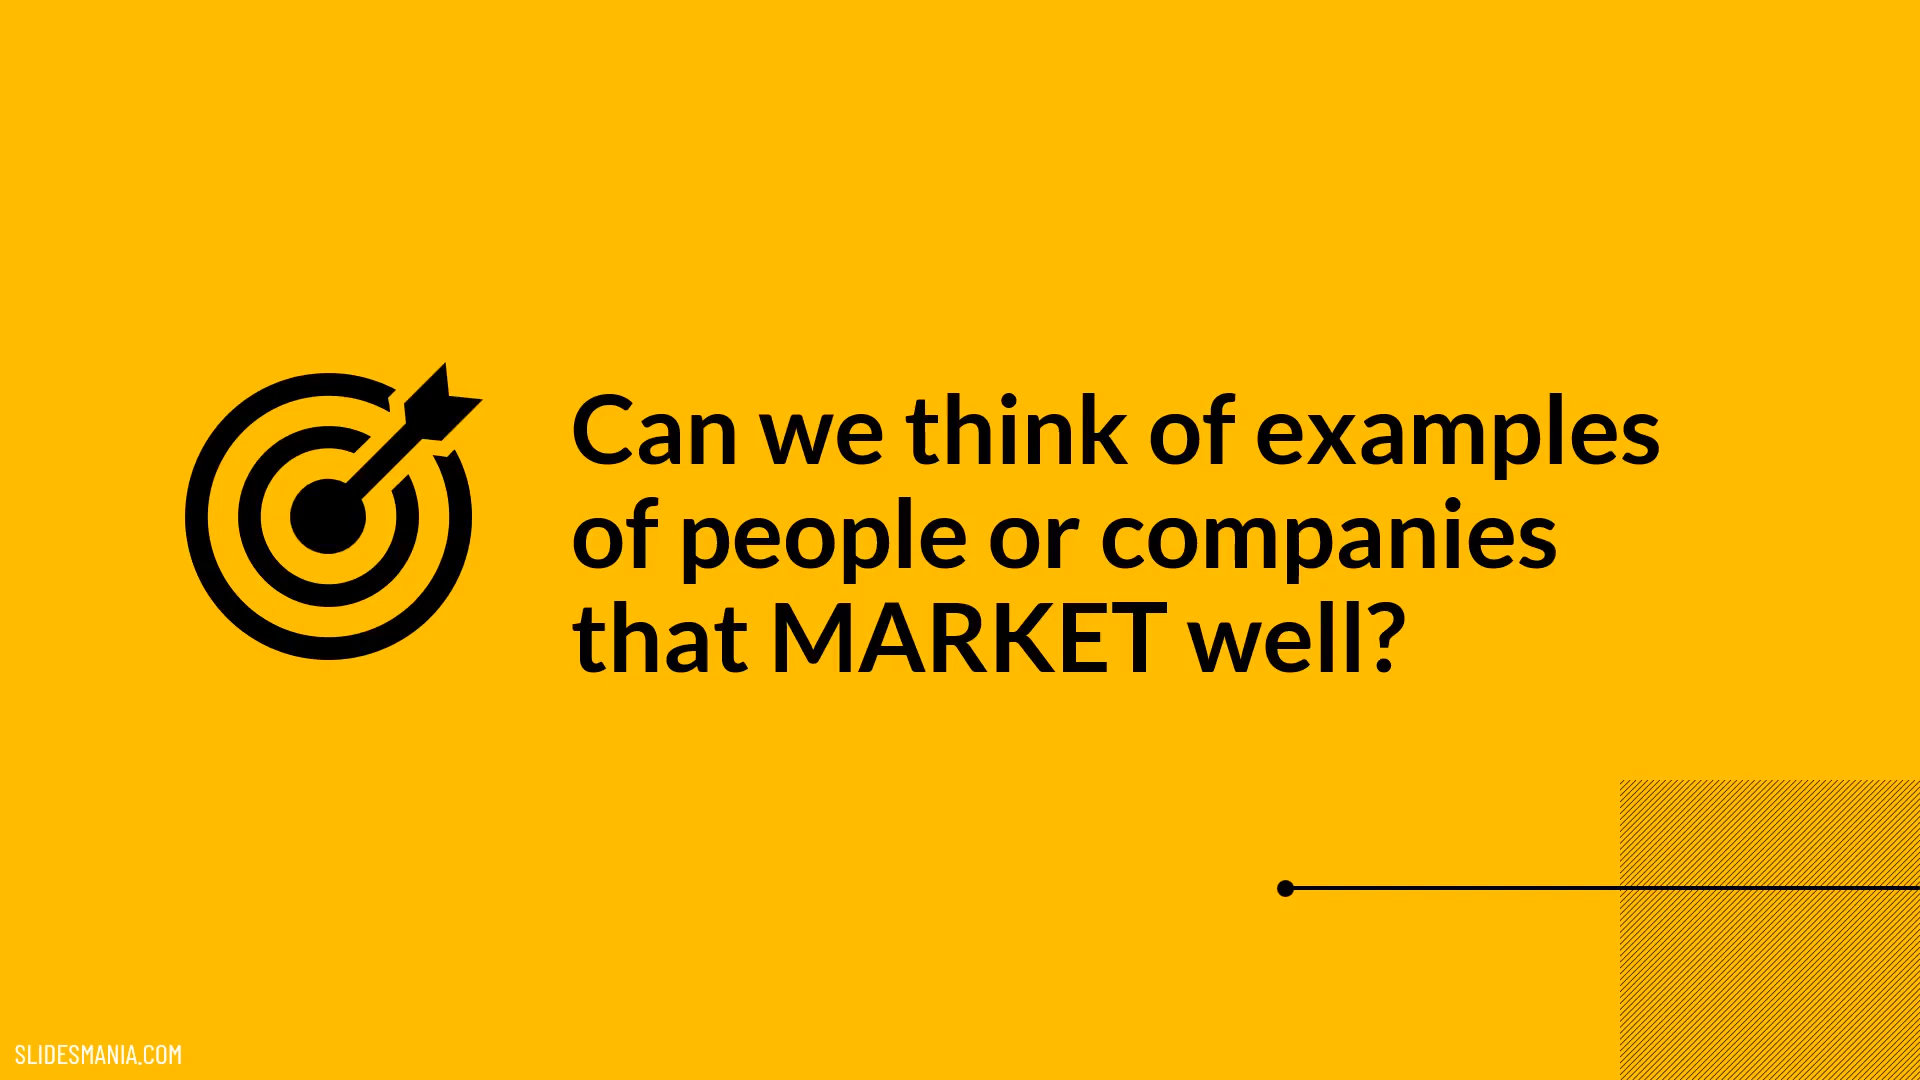 Can we think of examples
of people or companies
that MARKET well?
SLIDESMANIA.COM